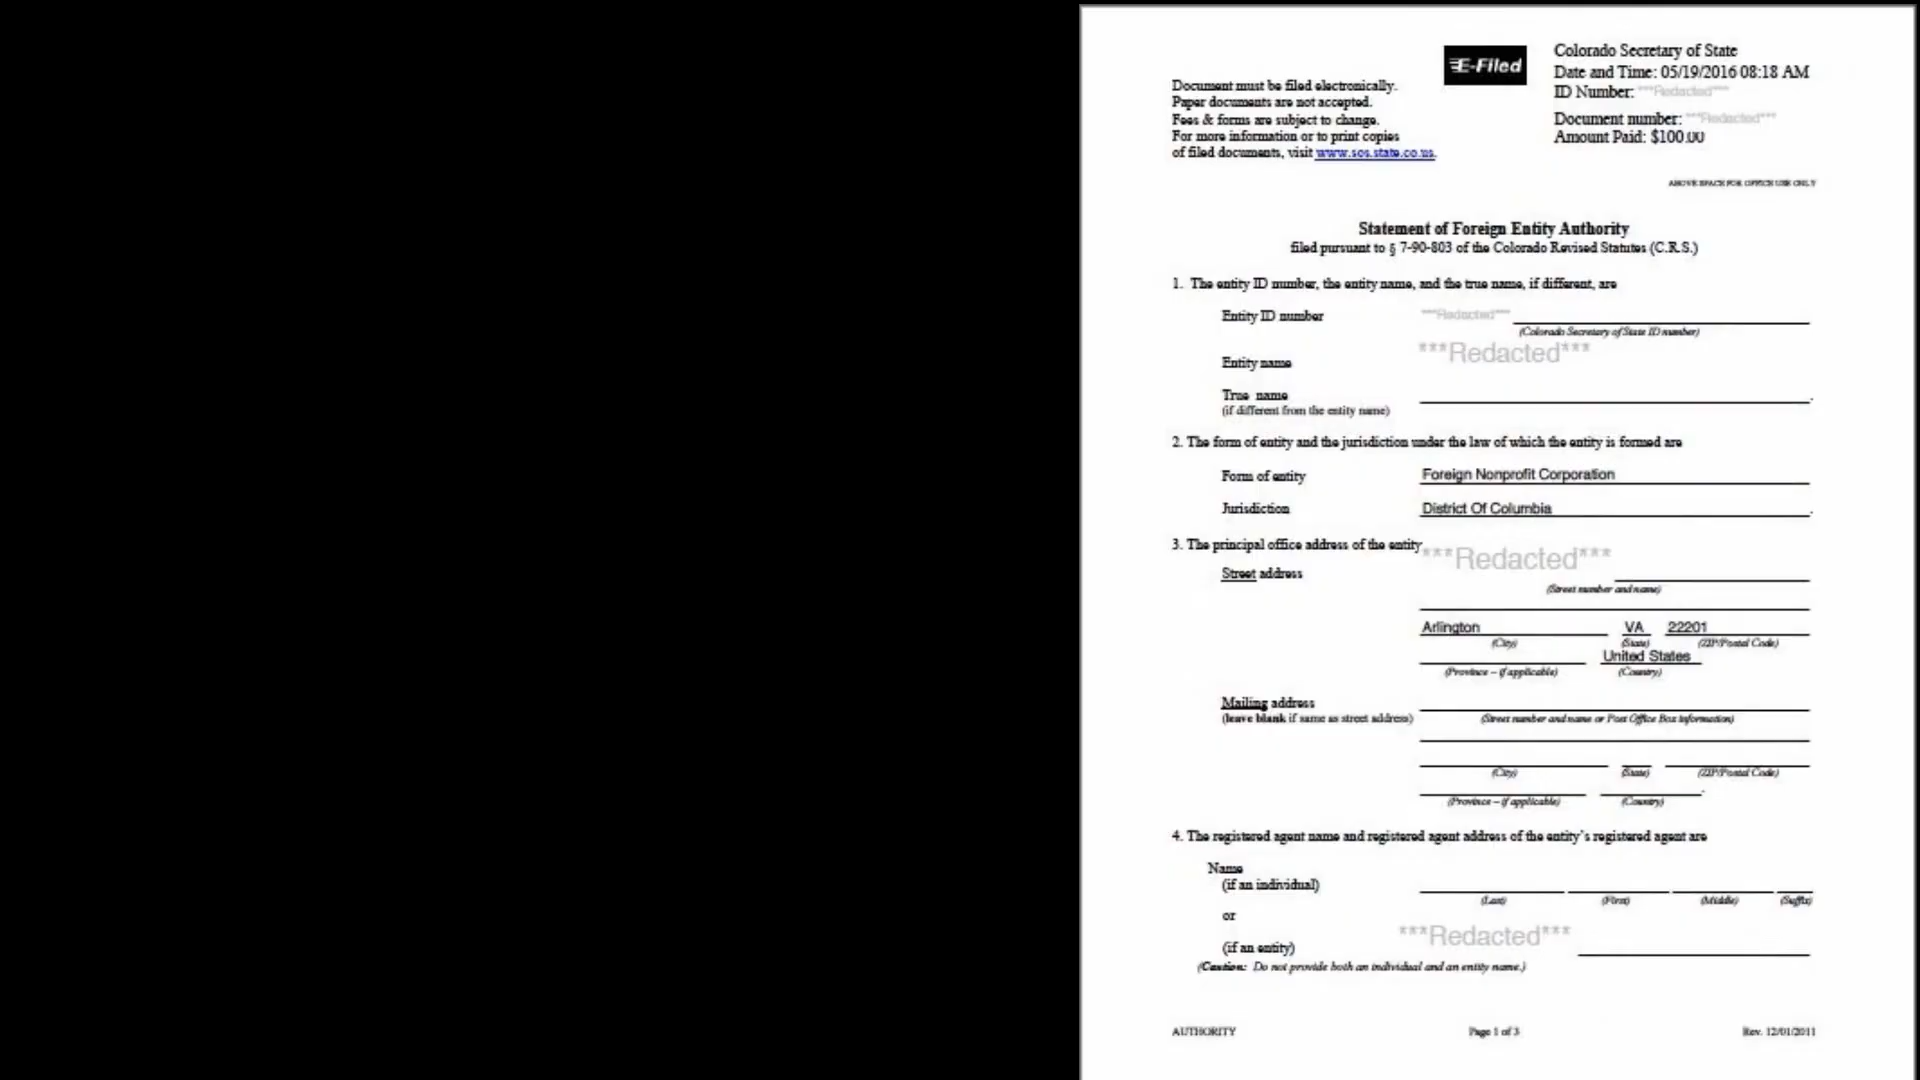 E-Filed
Colorado Secretary of State
Date and Time: 05/19/2016 08:18 AM
ID Number: ***Redacted***
Document number: ***Redacted***
Amount Paid: $100.00
Document must be filed electronically.
Paper documents are not accepted.
Fees & forms are subject to change.
For more information or to print copies
of filed documents, visit www.sos.state.co.us.
ABOVE SPACE FOR OFFICE USE ONLY
Statement of Foreign Entity Authority
filed pursuant to § 7-90-803 of the Colorado Revised Statutes (C.R.S.)
1. The entity ID number, the entity name, and the true name, if different, are
Entity ID number ***Redacted***
(Colorado Secretary of State ID number)
***Redacted***
Entity name
True name
(if different from the entity name)
2. The form of entity and the jurisdiction under the law of which the entity is formed are
Form of entity Foreign Nonprofit Corporation
Jurisdiction District Of Columbia
3. The principal office address of the entity ***Redacted***
Street address
(Street number and name)
Arlington VA 22201
(City) (State) (ZIP/Postal Code)
United States
(Province – if applicable) (Country)
Mailing address
(leave blank if same as street address) (Street number and name or Post Office Box information)
(City) (State) (ZIP/Postal Code)
(Province – if applicable) (Country)
4. The registered agent name and registered agent address of the entity's registered agent are
Name
(if an individual)
(Last) (First) (Middle) (Suffix)
or
***Redacted***
(if an entity)
(Caution: Do not provide both an individual and an entity name.)
AUTHORITY Page 1 of 3 Rev. 12/01/2011